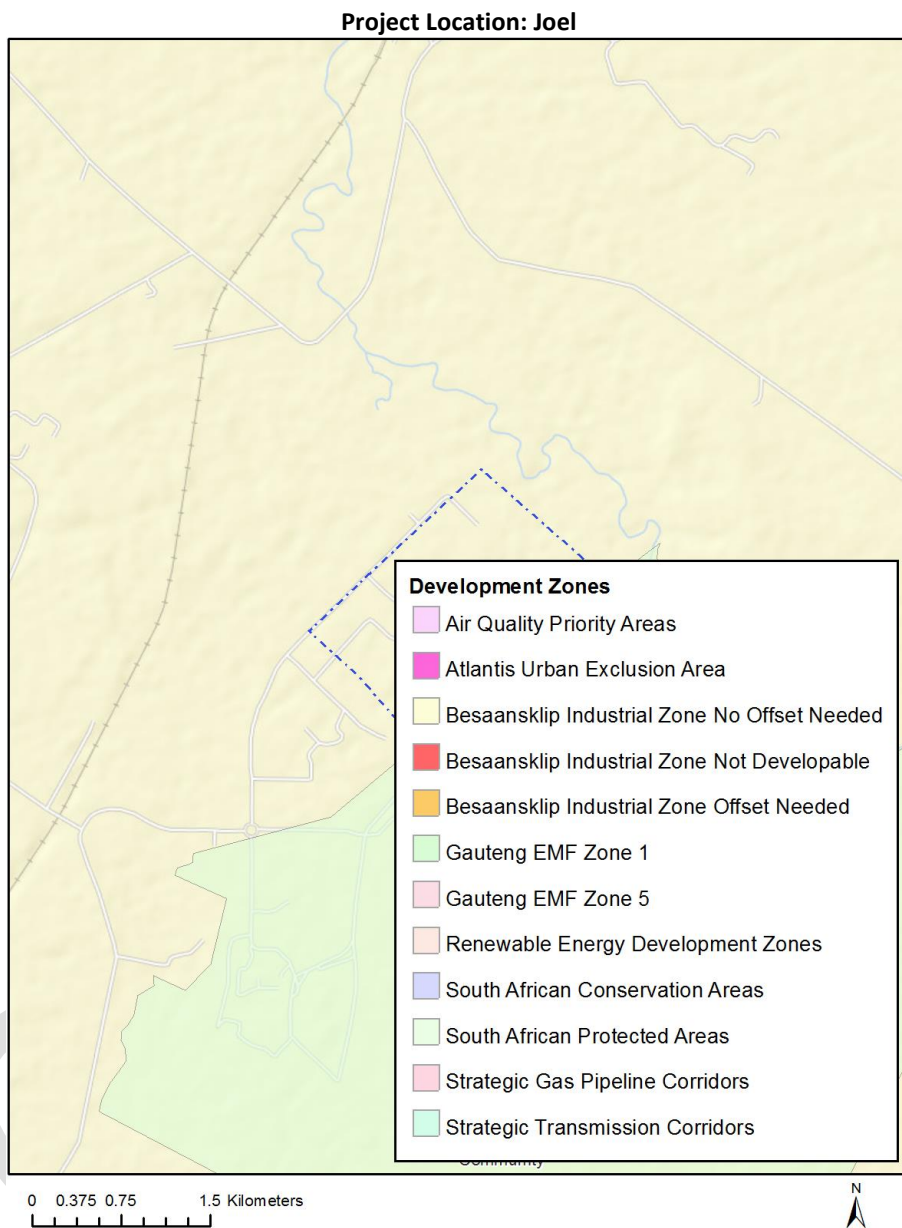 Project Location: Joel
Development Zones
Air Quality Priority Areas
Atlantis Urban Exclusion Area
Besaansklip Industrial Zone No Offset Needed
Besaansklip Industrial Zone Not Developable
Besaansklip Industrial Zone Offset Needed
Gauteng EMF Zone 1
Gauteng EMF Zone 5
Renewable Energy Development Zones
South African Conservation Areas
South African Protected Areas
Strategic Gas Pipeline Corridors
Strategic Transmission Corridors
Community
0 0.375 0.75 1.5 Kilometers
N